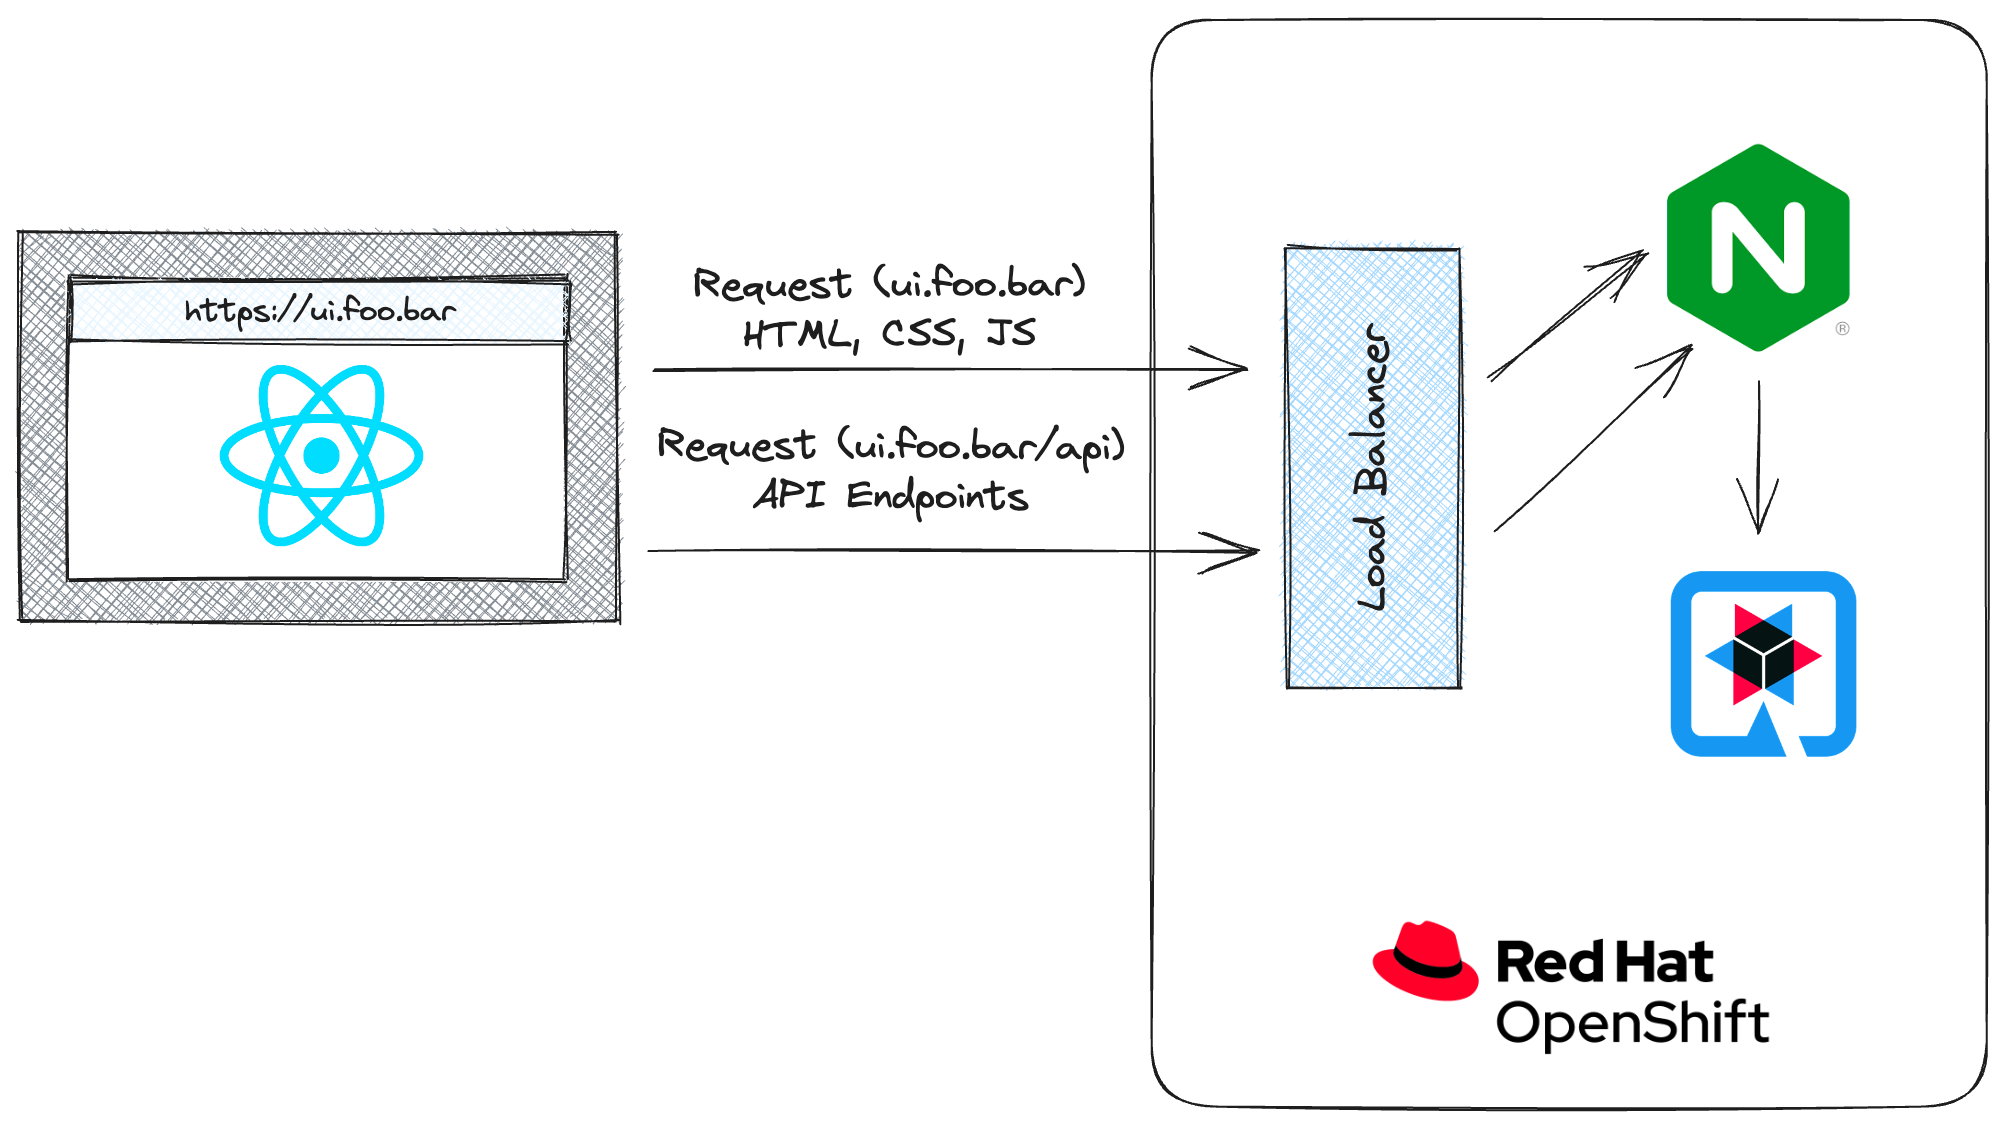 https://ui.foo.bar
Request (ui.foo.bar)
HTML, CSS, JS
Request (ui.foo.bar/api)
API Endpoints
Load Balancer
N
®
Red Hat
OpenShift